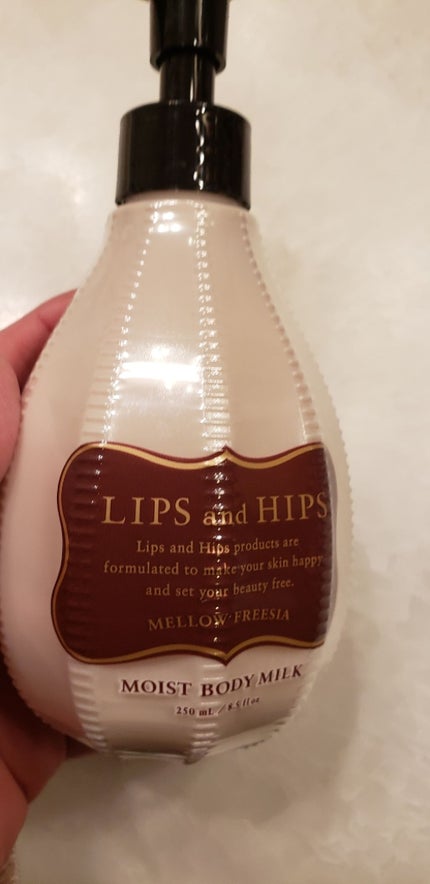 LIPS and HIPS
Lips and Hips products are
formulated to make your skin happy
and set your beauty free.
MELLOW·FREESIA
MOIST BODY MILK
250 mL / 8.5 fl oz